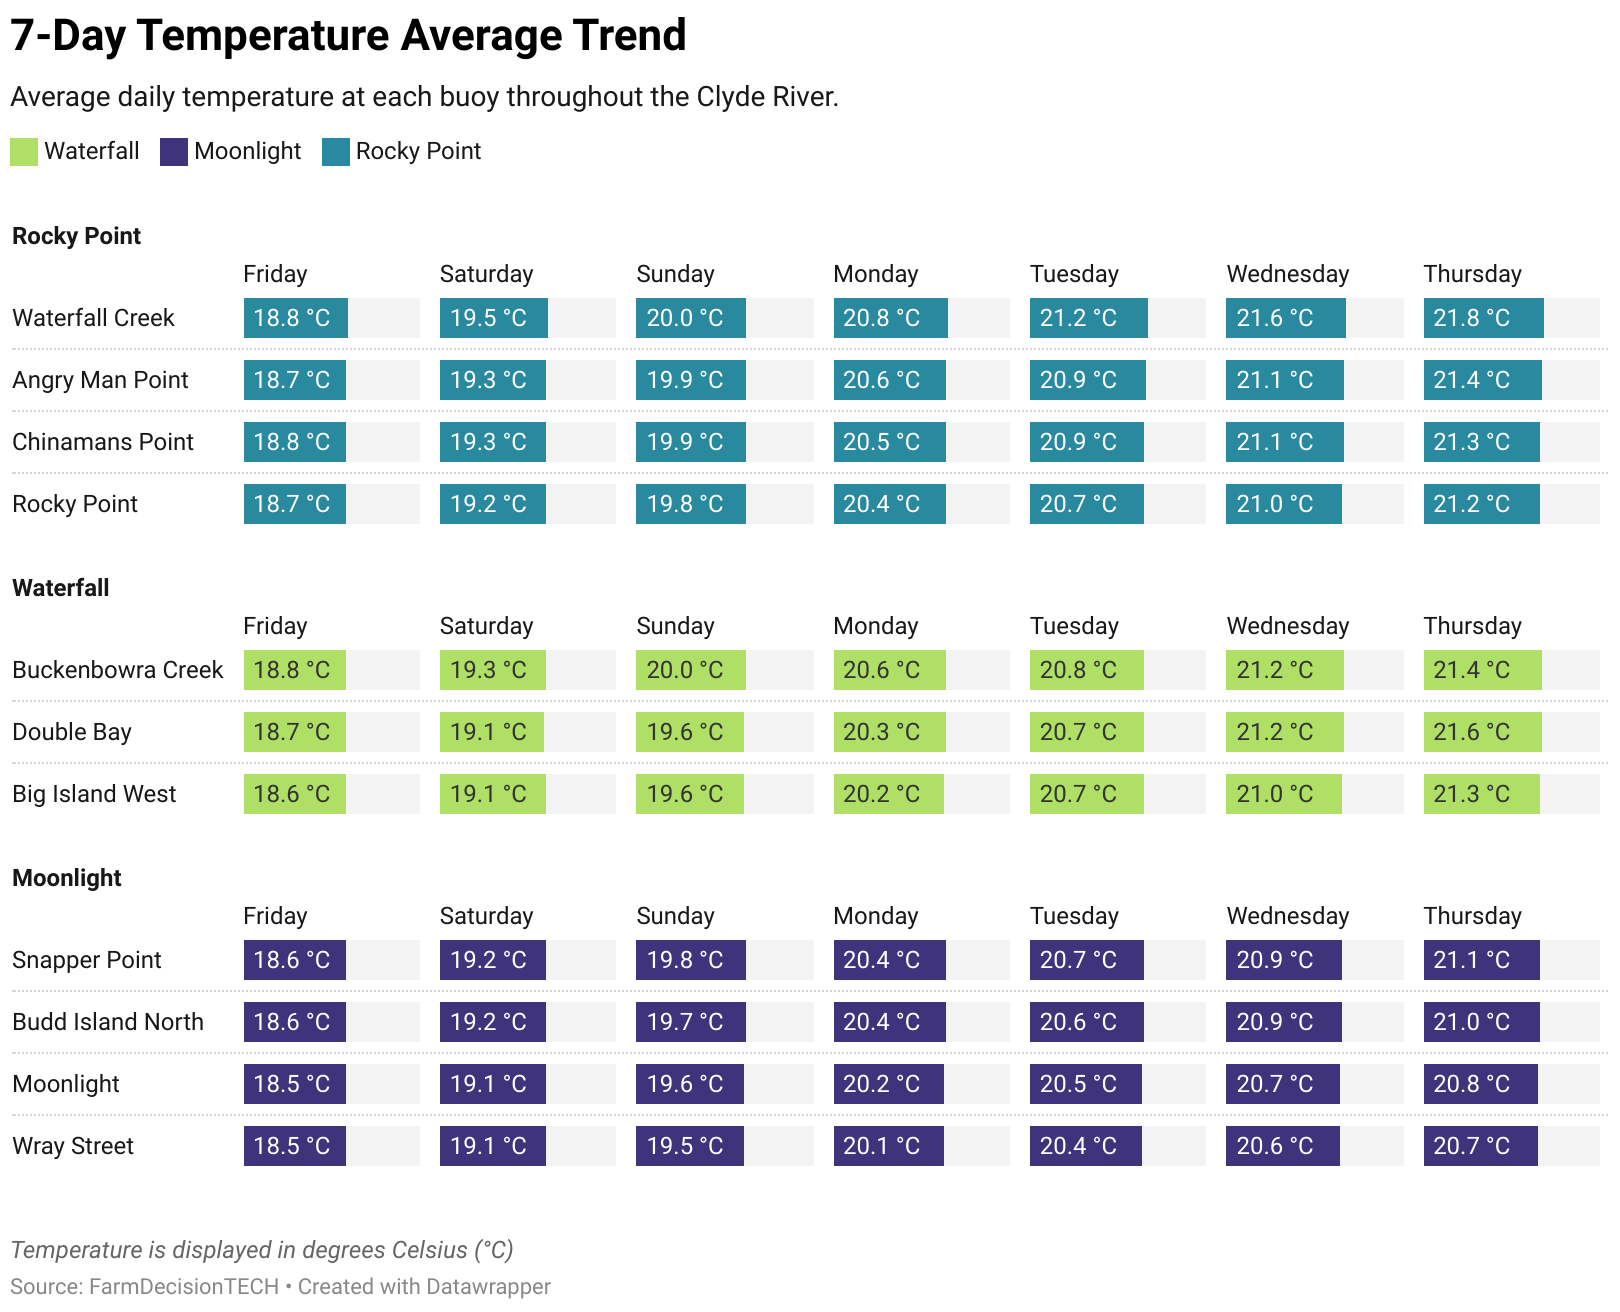 7-Day Temperature Average Trend
Average daily temperature at each buoy throughout the Clyde River.
Waterfall Moonlight Rocky Point
Rocky Point
Friday Saturday Sunday Monday Tuesday Wednesday Thursday
Waterfall Creek 18.8 °C 19.5 °C 20.0 °C 20.8 °C 21.2 °C 21.6 °C 21.8 °C
Angry Man Point 18.7 °C 19.3 °C 19.9 °C 20.6 °C 20.9 °C 21.1 °C 21.4 °C
Chinamans Point 18.8 °C 19.3 °C 19.9 °C 20.5 °C 20.9 °C 21.1 °C 21.3 °C
Rocky Point 18.7 °C 19.2 °C 19.8 °C 20.4 °C 20.7 °C 21.0 °C 21.2 °C
Waterfall
Friday Saturday Sunday Monday Tuesday Wednesday Thursday
Buckenbowra Creek 18.8 °C 19.3 °C 20.0 °C 20.6 °C 20.8 °C 21.2 °C 21.4 °C
Double Bay 18.7 °C 19.1 °C 19.6 °C 20.3 °C 20.7 °C 21.2 °C 21.6 °C
Big Island West 18.6 °C 19.1 °C 19.6 °C 20.2 °C 20.7 °C 21.0 °C 21.3 °C
Moonlight
Friday Saturday Sunday Monday Tuesday Wednesday Thursday
Snapper Point 18.6 °C 19.2 °C 19.8 °C 20.4 °C 20.7 °C 20.9 °C 21.1 °C
Budd Island North 18.6 °C 19.2 °C 19.7 °C 20.4 °C 20.6 °C 20.9 °C 21.0 °C
Moonlight 18.5 °C 19.1 °C 19.6 °C 20.2 °C 20.5 °C 20.7 °C 20.8 °C
Wray Street 18.5 °C 19.1 °C 19.5 °C 20.1 °C 20.4 °C 20.6 °C 20.7 °C
Temperature is displayed in degrees Celsius (°C)
Source: FarmDecisionTECH • Created with Datawrapper